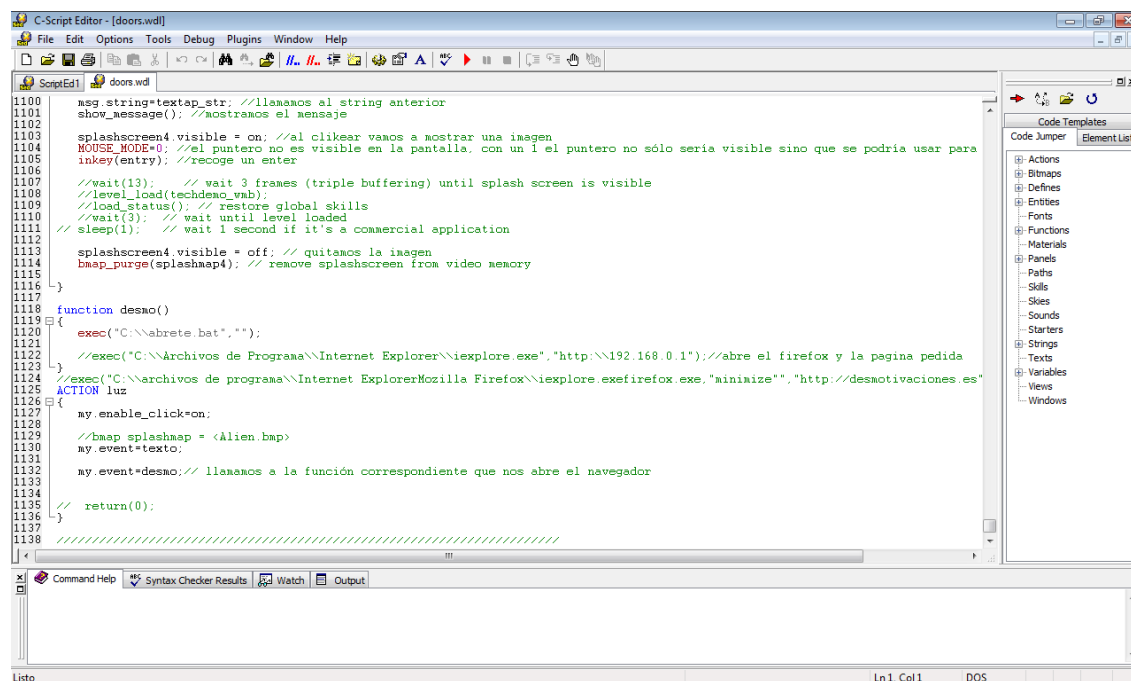 C-Script Editor - [doors.wdl]
File Edit Options Tools Debug Plugins Window Help
ScriptEd1 doors.wdl
1100 msg.string=textap_str; //llamamos al string anterior
1101 show_message(); //mostramos el mensaje
1102
1103 splashscreen4.visible = on; //al clikear vamos a mostrar una imagen
1104 MOUSE_MODE=0; //el puntero no es visible en la pantalla, con un 1 el puntero no sólo sería visible sino que se podría usar para
1105 inkey(entry); //recoge un enter
1106
1107 //wait(13); // wait 3 frames (triple buffering) until splash screen is visible
1108 //level_load(techdemo_wmb);
1109 //load_status(); // restore global skills
1110 //wait(3); // wait until level loaded
1111 // sleep(1); // wait 1 second if it's a commercial application
1112
1113 splashscreen4.visible = off; // quitamos la imagen
1114 bmap_purge(splashmap4); // remove splashscreen from video memory
1115
1116 }
1117
1118 function desmo()
1119 {
1120 exec("C:\\abrete.bat","");
1121
1122 //exec("C:\\Archivos de Programa\\Internet Explorer\\iexplore.exe","http:\\192.168.0.1");//abre el firefox y la pagina pedida
1123 }
1124 //exec("C:\\archivos de programa\\Internet ExplorerMozilla Firefox\\iexplore.exefirefox.exe,"minimize"","http://desmotivaciones.es"
1125 ACTION luz
1126 {
1127 my.enable_click=on;
1128
1129 //bmap splashmap = <Alien.bmp>
1130 my.event=texto;
1131
1132 my.event=desmo;// llamamos a la función correspondiente que nos abre el navegador
1133
1134
1135 // return(0);
1136 }
1137
1138 ///////////////////////////////////////////////////////////////////////
Code Templates
Code Jumper Element List
Actions
Bitmaps
Defines
Entities
Fonts
Functions
Materials
Panels
Paths
Skills
Skies
Sounds
Starters
Strings
Texts
Variables
Views
Windows
Command Help Syntax Checker Results Watch Output
Listo Ln 1, Col 1 DOS